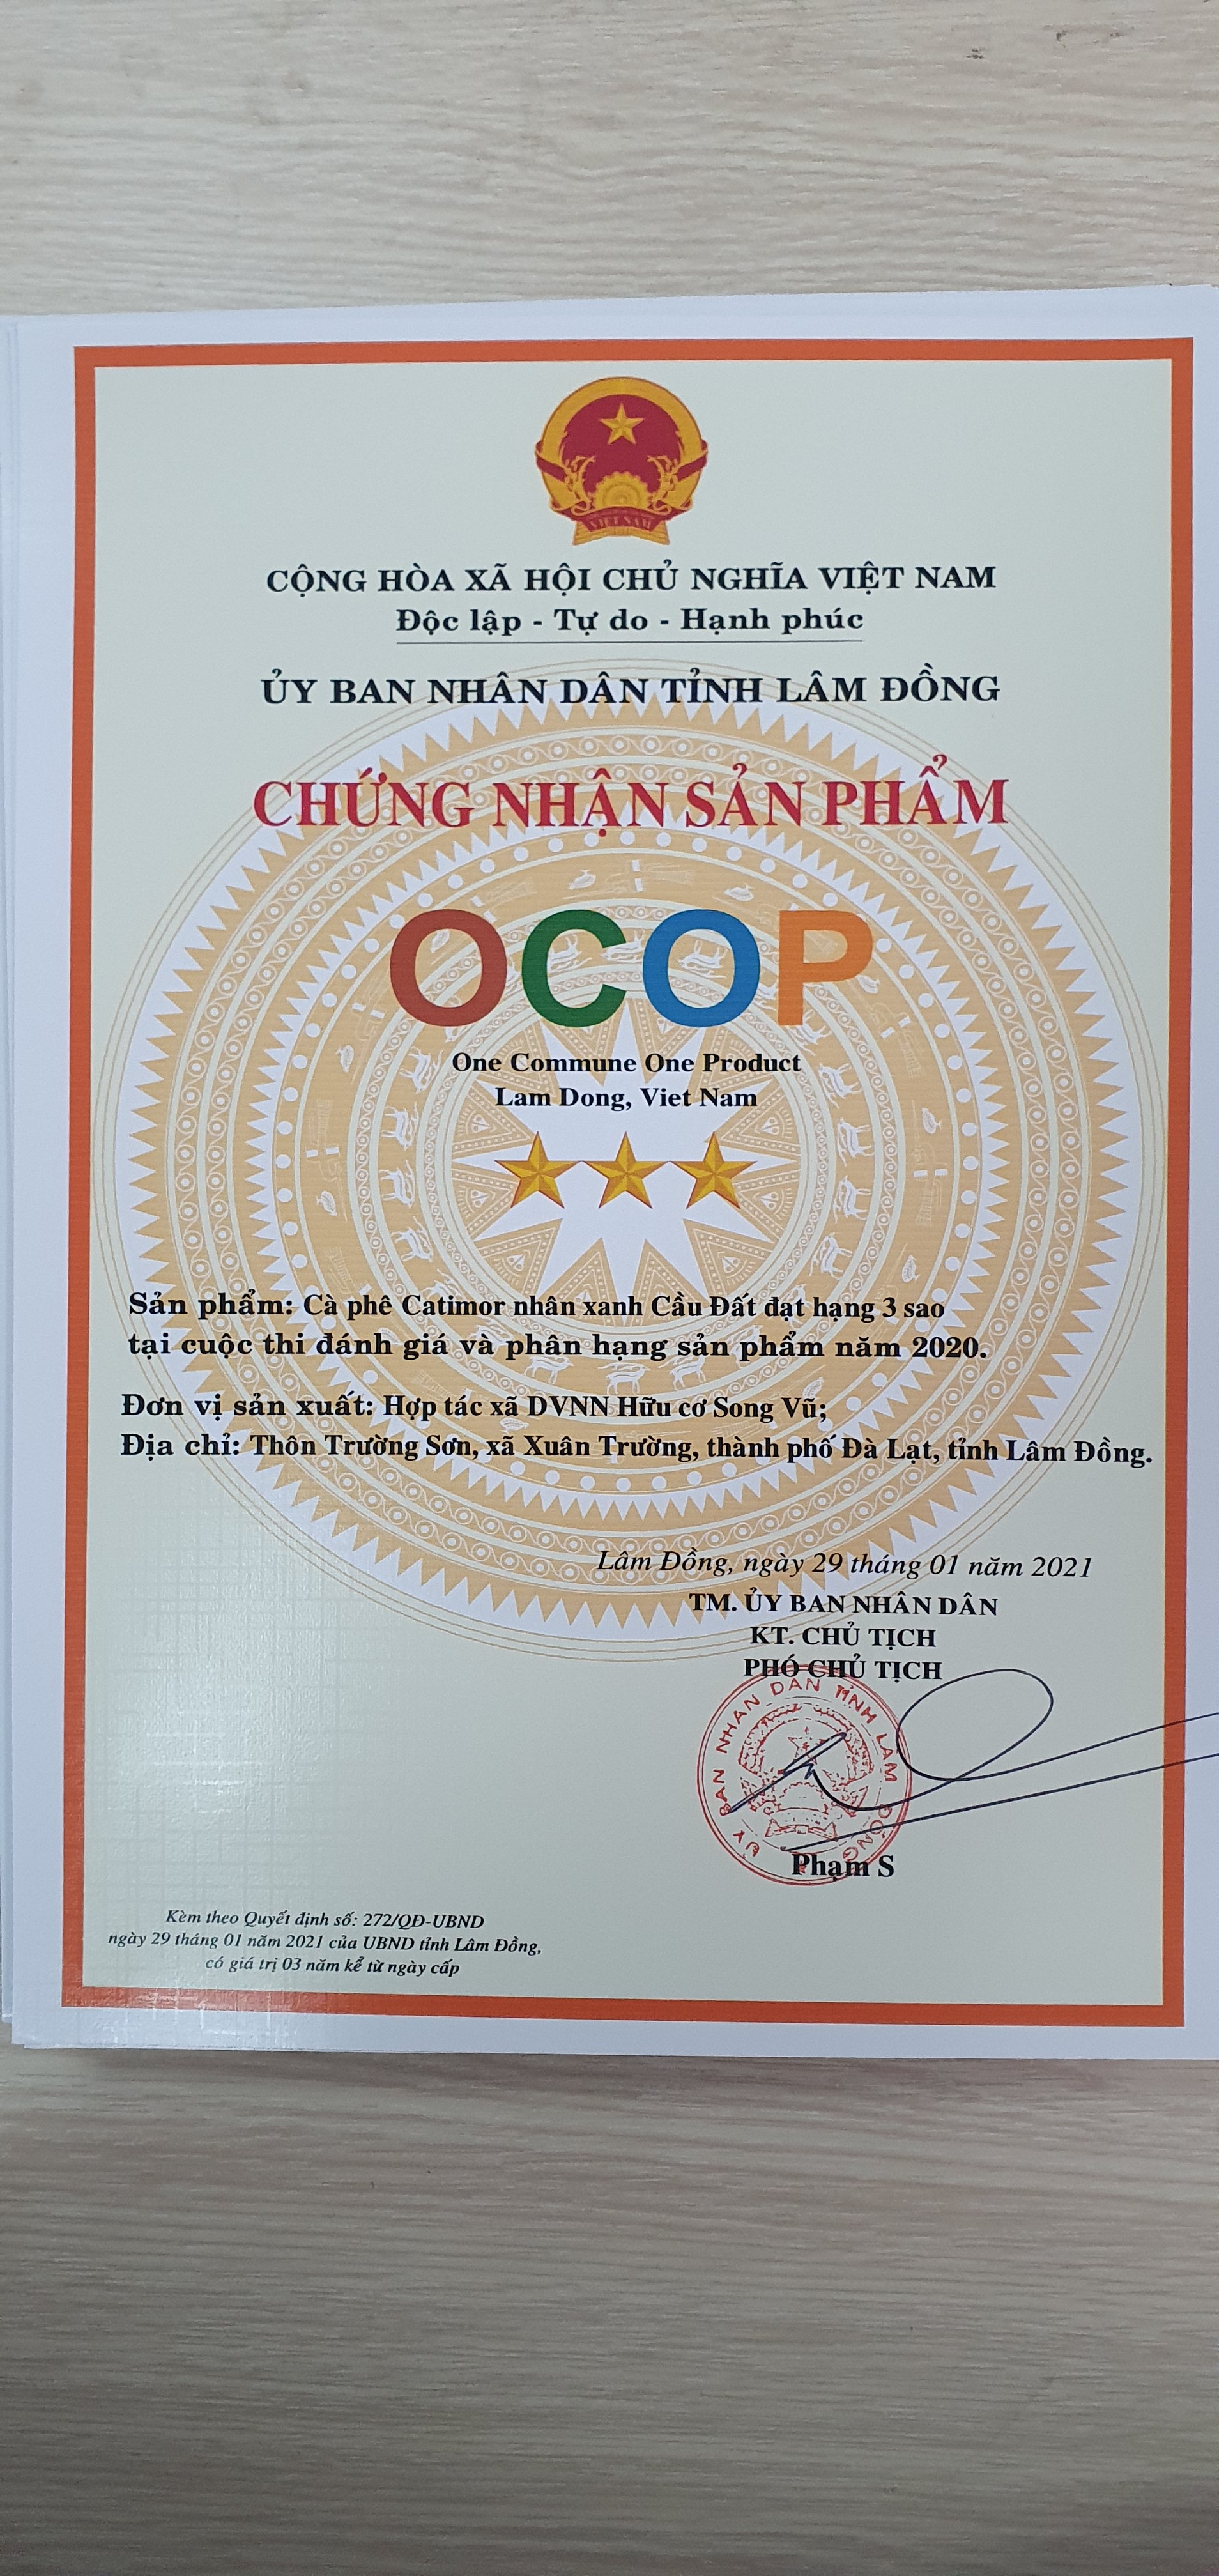 VIỆT NAM
CỘNG HÒA XÃ HỘI CHỦ NGHĨA VIỆT NAM
Độc lập - Tự do - Hạnh phúc
ỦY BAN NHÂN DÂN TỈNH LÂM ĐỒNG
CHỨNG NHẬN SẢN PHẨM
OCOP
One Commune One Product
Lam Dong, Viet Nam
Sản phẩm: Cà phê Catimor nhân xanh Cầu Đất đạt hạng 3 sao
tại cuộc thi đánh giá và phân hạng sản phẩm năm 2020.
Đơn vị sản xuất: Hợp tác xã DVNN Hữu cơ Song Vũ;
Địa chỉ: Thôn Trường Sơn, xã Xuân Trường, thành phố Đà Lạt, tỉnh Lâm Đồng.
Lâm Đồng, ngày 29 tháng 01 năm 2021
TM. ỦY BAN NHÂN DÂN
KT. CHỦ TỊCH
PHÓ CHỦ TỊCH
ỦY BAN NHÂN DÂN TỈNH LÂM ĐỒNG
Phạm S
Kèm theo Quyết định số: 272/QĐ-UBND
ngày 29 tháng 01 năm 2021 của UBND tỉnh Lâm Đồng,
có giá trị 03 năm kể từ ngày cấp